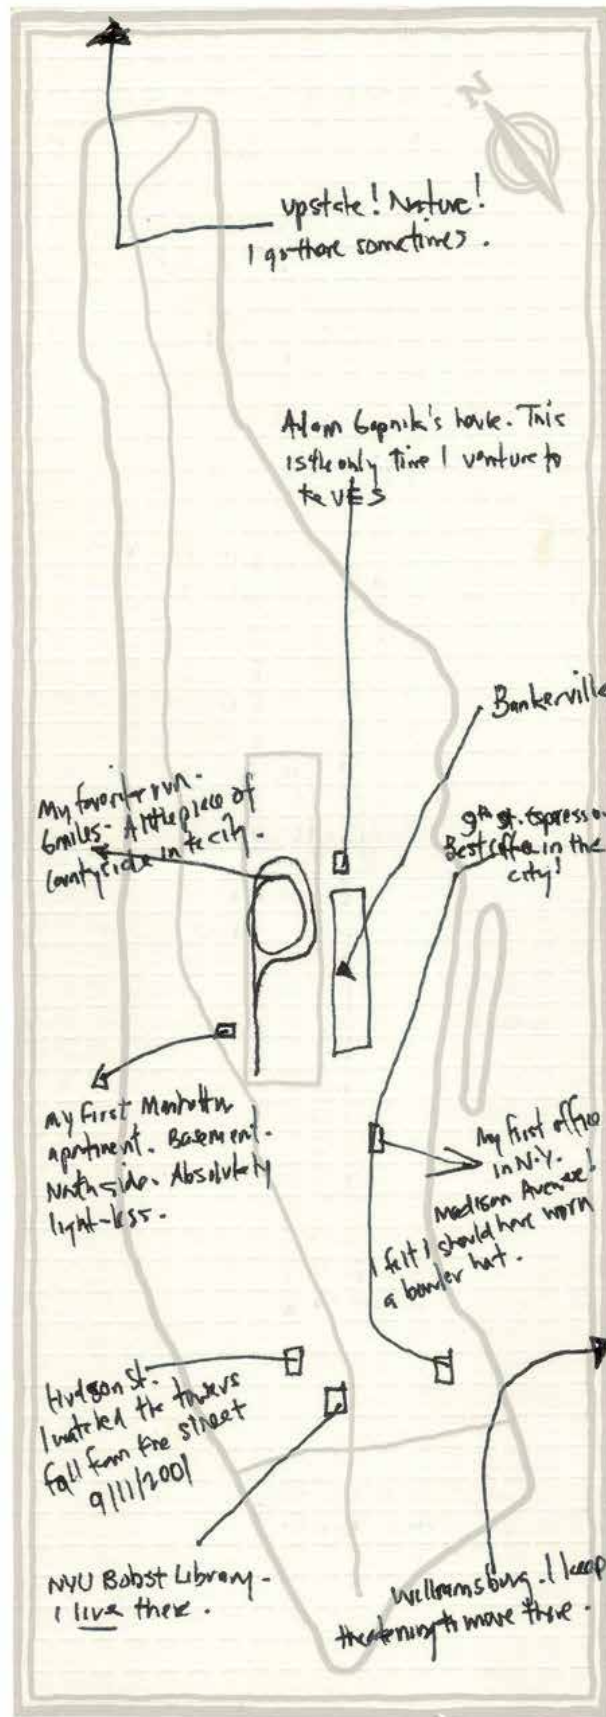 N
upstate! Nature!
I go there sometimes.
Adam Gopnik's house. This
is the only time I venture to
the UES
Bankerville
My favorite run.
6 miles. A little piece of
countryside in the city.
9th st. Espresso.
Best coffee in the
city!
my first Manhattan
apartment. Basement.
North side. Absolutely
light-less.
My first office
in N.Y.
Madison Avenue!
I felt I should have worn
a bowler hat.
Hudson St.
I watched the towers
fall from the street
9/11/2001
NYU Bobst Library.
I live there.
Williamsburg. I keep
threatening to move there.